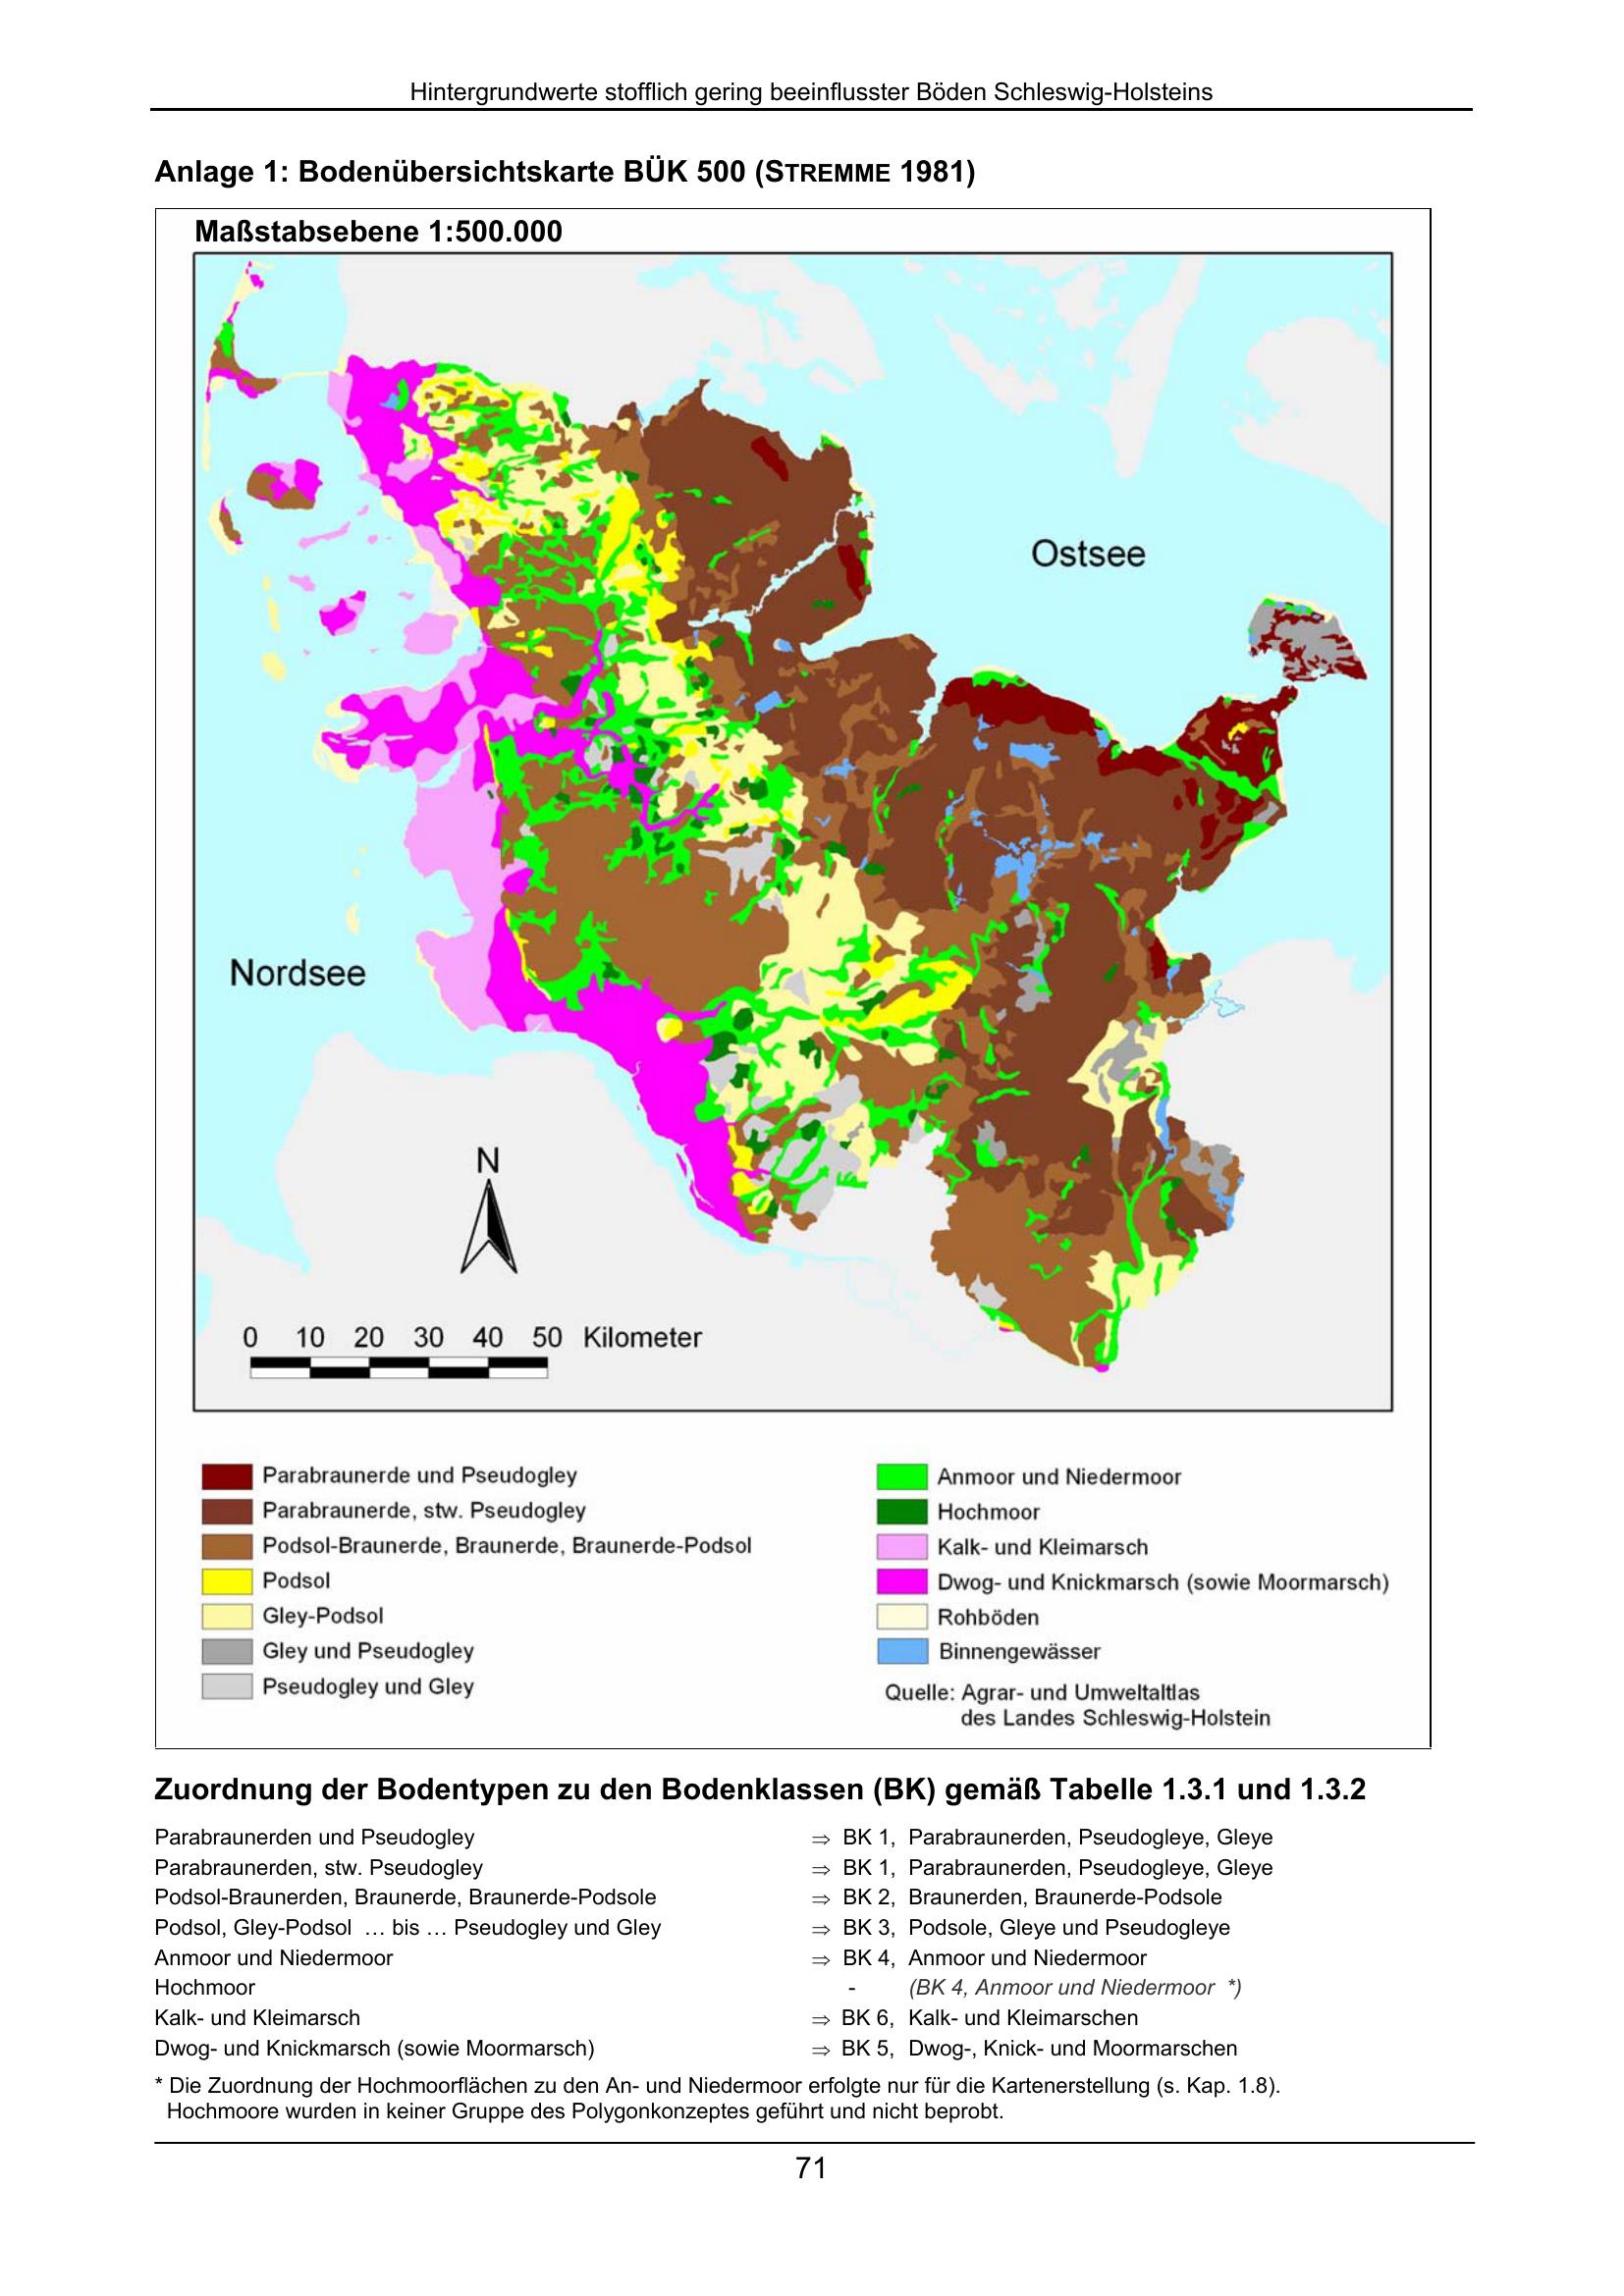 Hintergrundwerte stofflich gering beeinflusster Böden Schleswig-Holsteins
Anlage 1: Bodenübersichtskarte BÜK 500 (STREMME 1981)
Maßstabsebene 1:500.000
Ostsee
Nordsee
N
0 10 20 30 40 50 Kilometer
Parabraunerde und Pseudogley
Parabraunerde, stw. Pseudogley
Podsol-Braunerde, Braunerde, Braunerde-Podsol
Podsol
Gley-Podsol
Gley und Pseudogley
Pseudogley und Gley
Anmoor und Niedermoor
Hochmoor
Kalk- und Kleimarsch
Dwog- und Knickmarsch (sowie Moormarsch)
Rohböden
Binnengewässer
Quelle: Agrar- und Umweltaltlas
des Landes Schleswig-Holstein
Zuordnung der Bodentypen zu den Bodenklassen (BK) gemäß Tabelle 1.3.1 und 1.3.2
Parabraunerden und Pseudogley ⇒ BK 1, Parabraunerden, Pseudogleye, Gleye
Parabraunerden, stw. Pseudogley ⇒ BK 1, Parabraunerden, Pseudogleye, Gleye
Podsol-Braunerden, Braunerde, Braunerde-Podsole ⇒ BK 2, Braunerden, Braunerde-Podsole
Podsol, Gley-Podsol … bis … Pseudogley und Gley ⇒ BK 3, Podsole, Gleye und Pseudogleye
Anmoor und Niedermoor ⇒ BK 4, Anmoor und Niedermoor
Hochmoor - (BK 4, Anmoor und Niedermoor *)
Kalk- und Kleimarsch ⇒ BK 6, Kalk- und Kleimarschen
Dwog- und Knickmarsch (sowie Moormarsch) ⇒ BK 5, Dwog-, Knick- und Moormarschen
* Die Zuordnung der Hochmoorflächen zu den An- und Niedermoor erfolgte nur für die Kartenerstellung (s. Kap. 1.8).
Hochmoore wurden in keiner Gruppe des Polygonkonzeptes geführt und nicht beprobt.
71